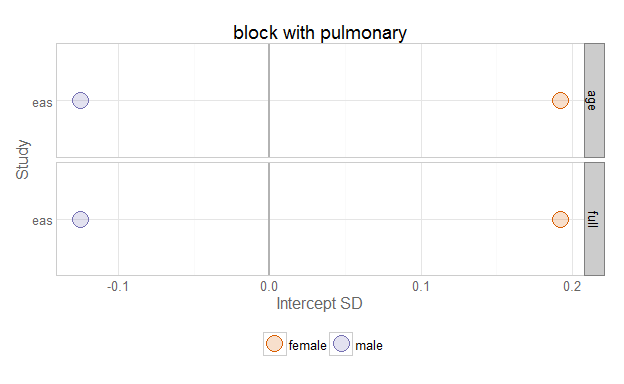 block with pulmonary
eas
age
Study
eas
full
-0.1 0.0 0.1 0.2
Intercept SD
female male